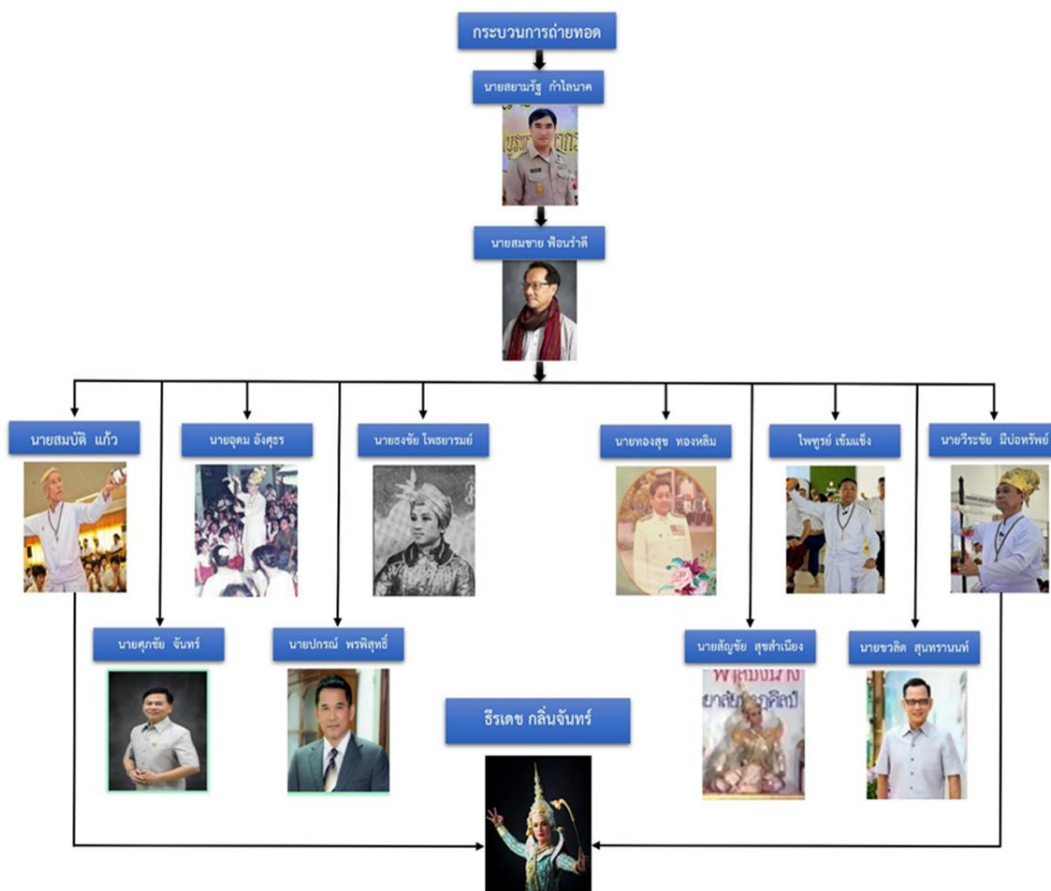 กระบวนการถ่ายทอด
นายสยามรัฐ กำไลนาค
นายสมชาย ฟ้อนรำดี
นายสมบัติ แก้ว
นายอุดม อังศุธร
นายธงชัย โพธยารมย์
นายทองสุข ทองหลิม
ไพฑูรย์ เข้มแข็ง
นายวีระชัย มีบ่อทรัพย์
นายศุภชัย จันทร์
นายปกรณ์ พรพิสุทธิ์
นายสัญชัย สุขสำเนียง
นายชวลิต สุนทรานนท์
ธีรเดช กลิ่นจันทร์